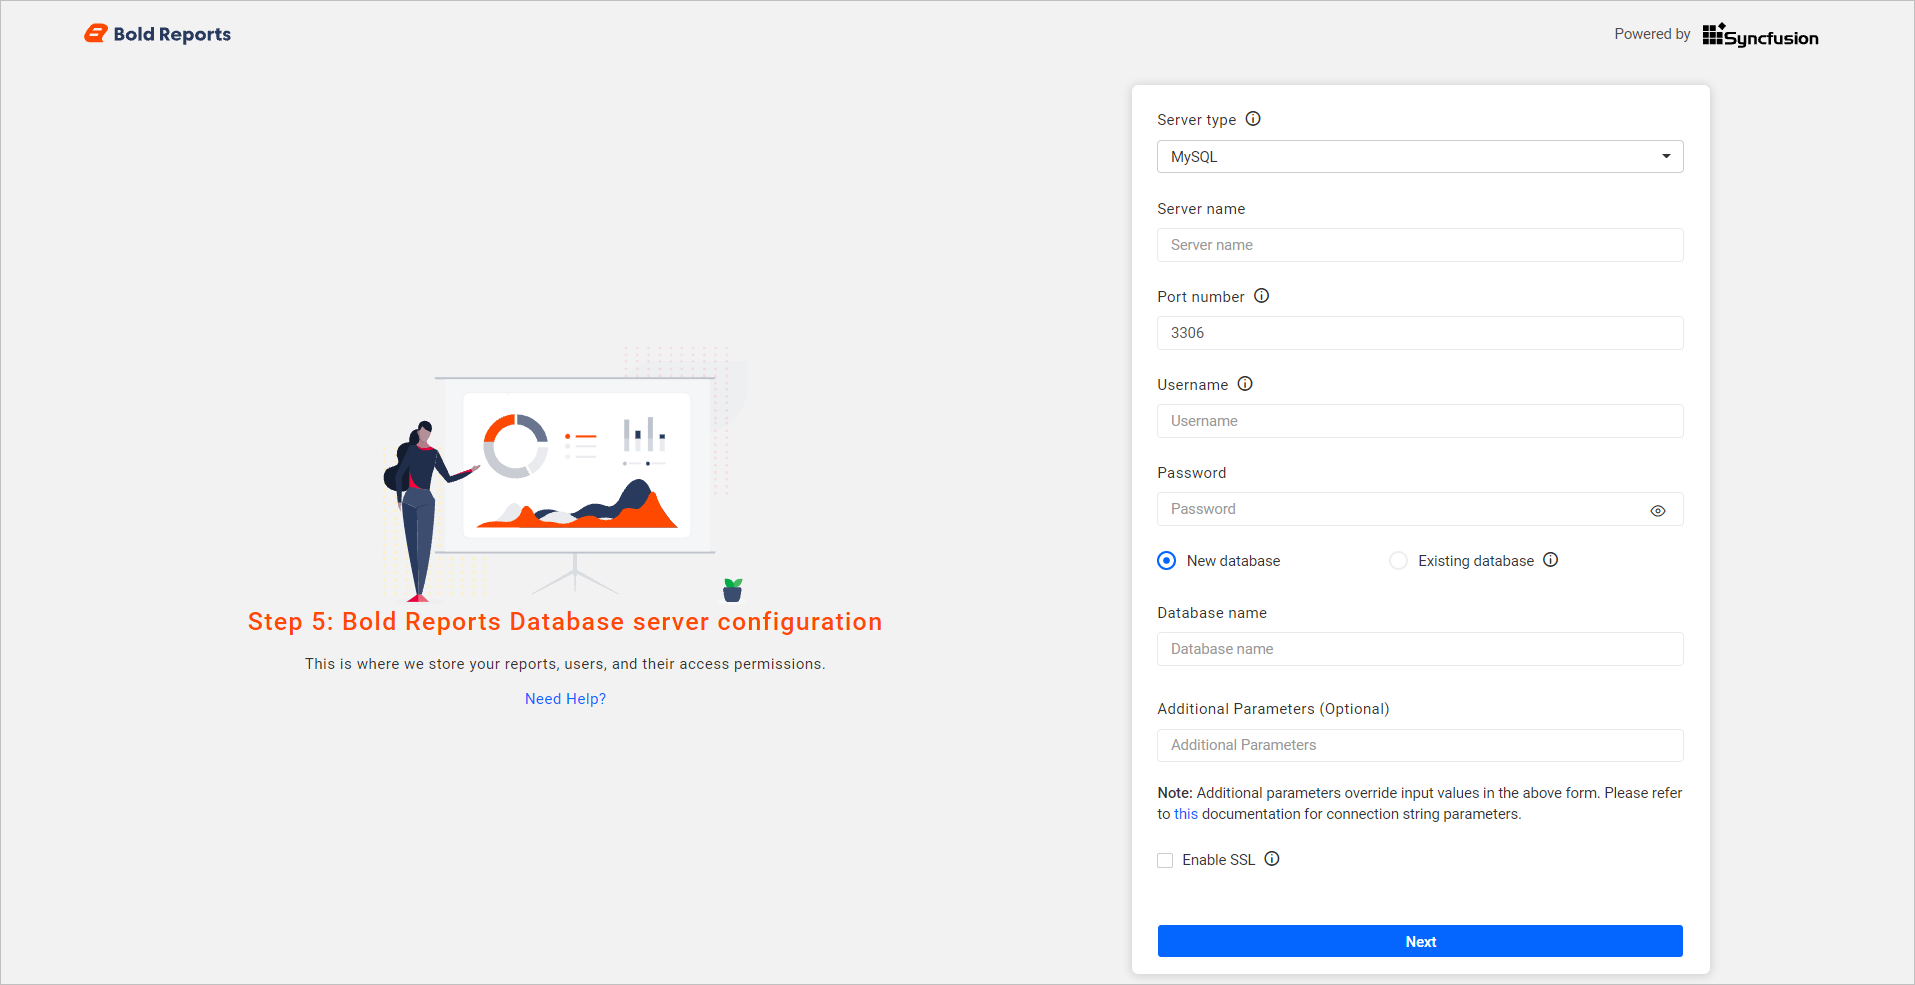 Bold Reports
Powered by Syncfusion
Server type
MySQL
Server name
Server name
Port number
3306
Username
Username
Password
Password
New database
Existing database
Database name
Database name
Additional Parameters (Optional)
Additional Parameters
Note: Additional parameters override input values in the above form. Please refer
to this documentation for connection string parameters.
Enable SSL
Next
Step 5: Bold Reports Database server configuration
This is where we store your reports, users, and their access permissions.
Need Help?